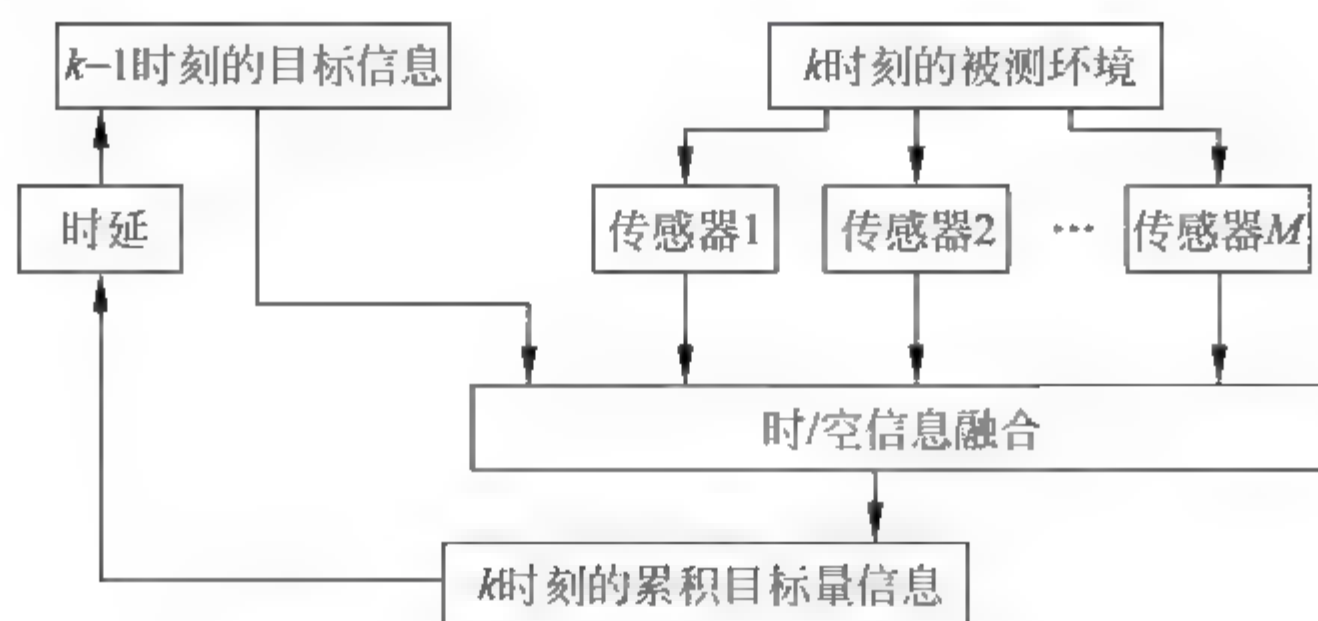 k-1时刻的目标信息
k时刻的被测环境
时延
传感器1
传感器2
…
传感器M
时/空信息融合
k时刻的累积目标量信息